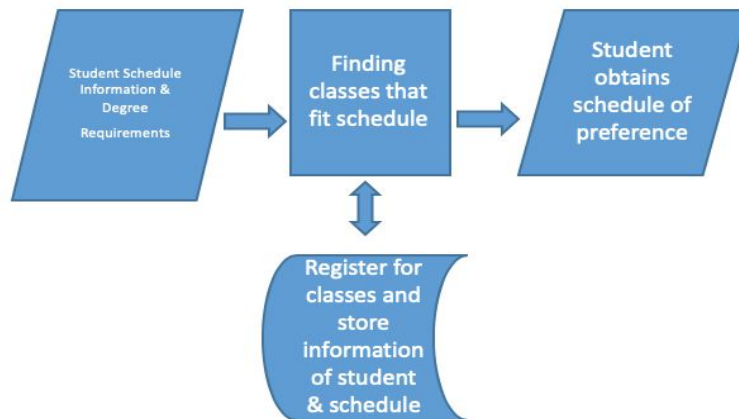 Student Schedule
Information &
Degree
Requirements
Finding
classes that
fit schedule
Student
obtains
schedule of
preference
Register for
classes and
store
information
of student
& schedule